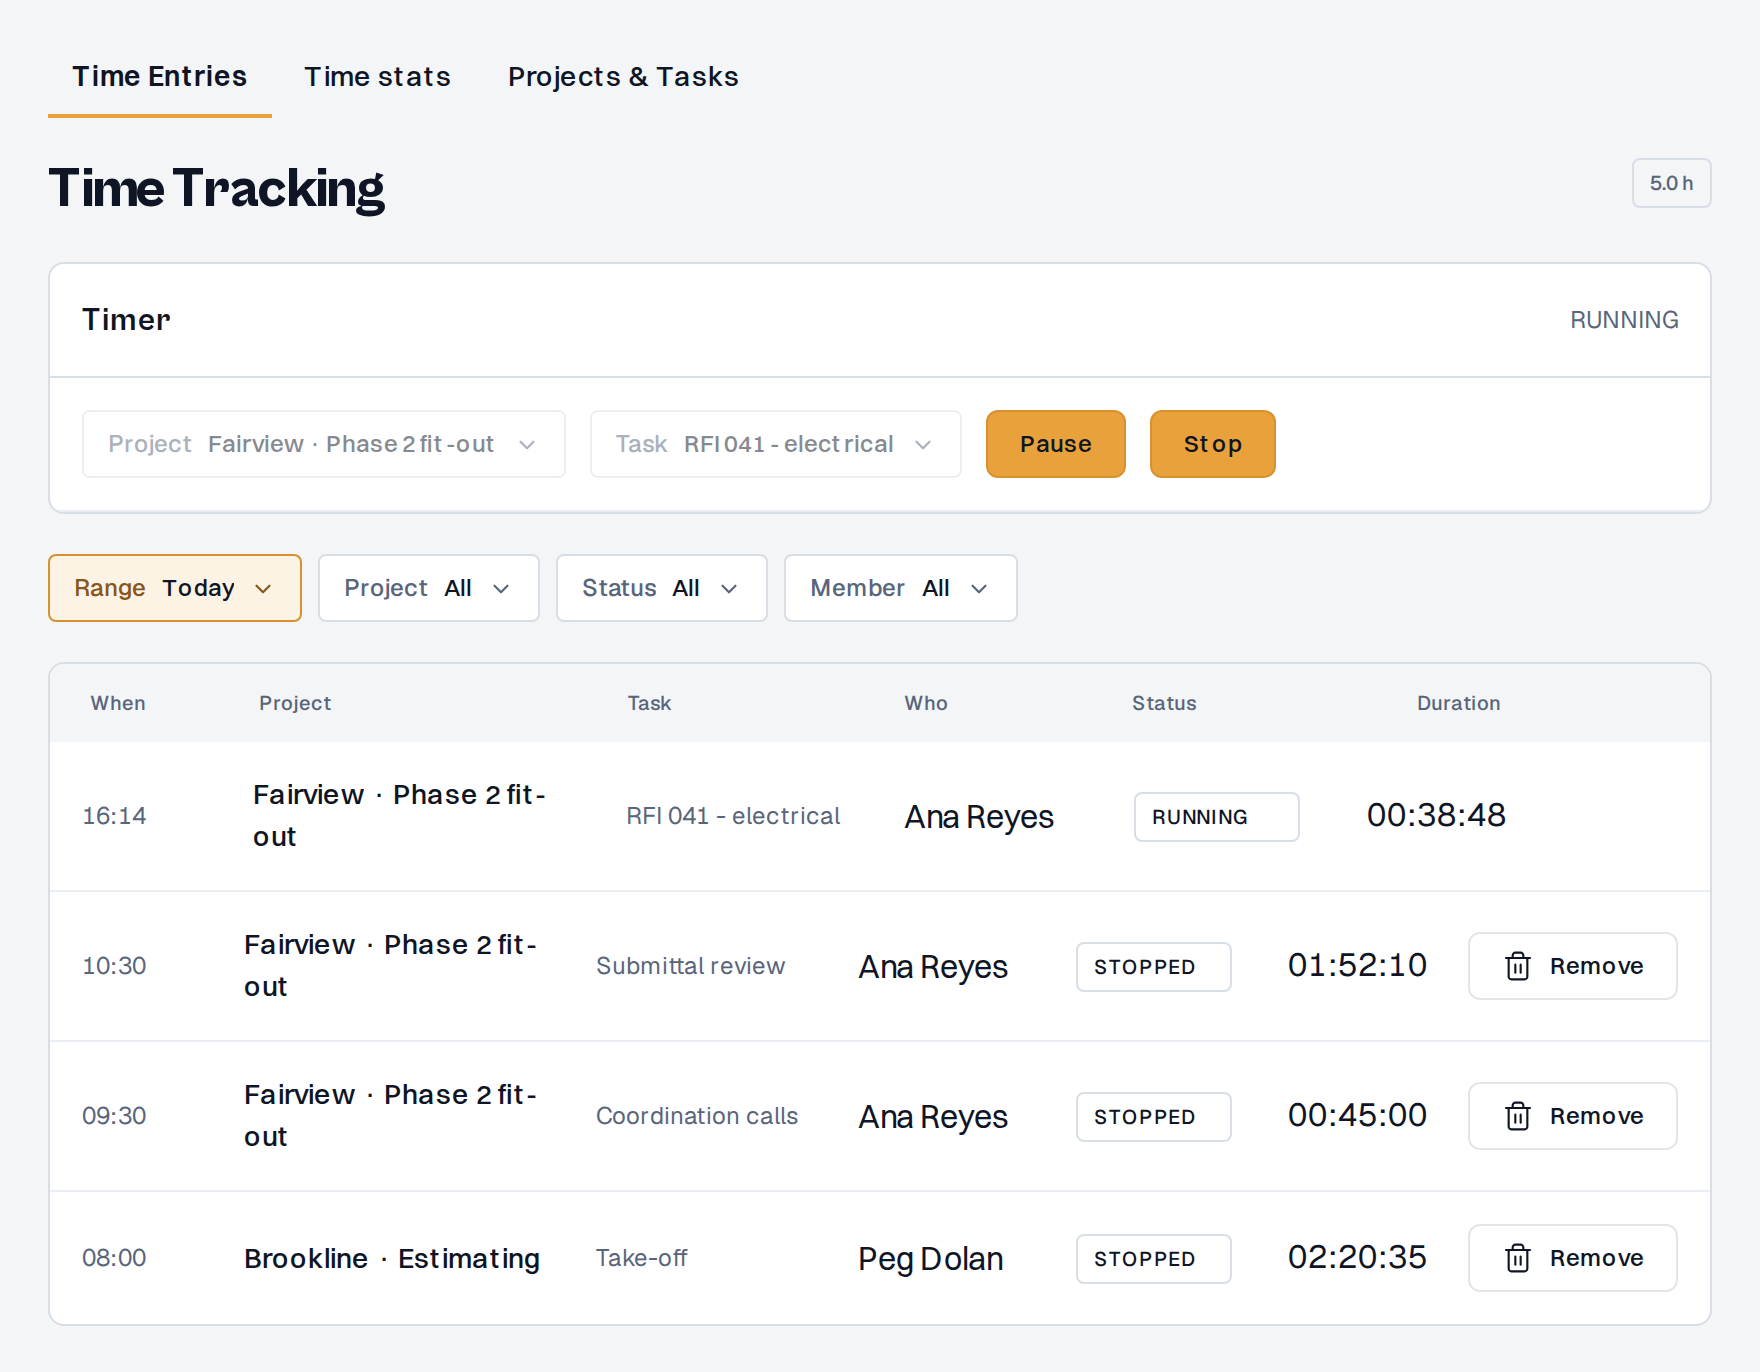 Time Entries Time stats Projects & Tasks
Time Tracking 5.0 h
Timer RUNNING
Project Fairview · Phase 2 fit-out Task RFI 041 - electrical Pause Stop
Range Today Project All Status All Member All
When Project Task Who Status Duration
16:14 Fairview · Phase 2 fit-out RFI 041 - electrical Ana Reyes RUNNING 00:38:48
10:30 Fairview · Phase 2 fit-out Submittal review Ana Reyes STOPPED 01:52:10 Remove
09:30 Fairview · Phase 2 fit-out Coordination calls Ana Reyes STOPPED 00:45:00 Remove
08:00 Brookline · Estimating Take-off Peg Dolan STOPPED 02:20:35 Remove